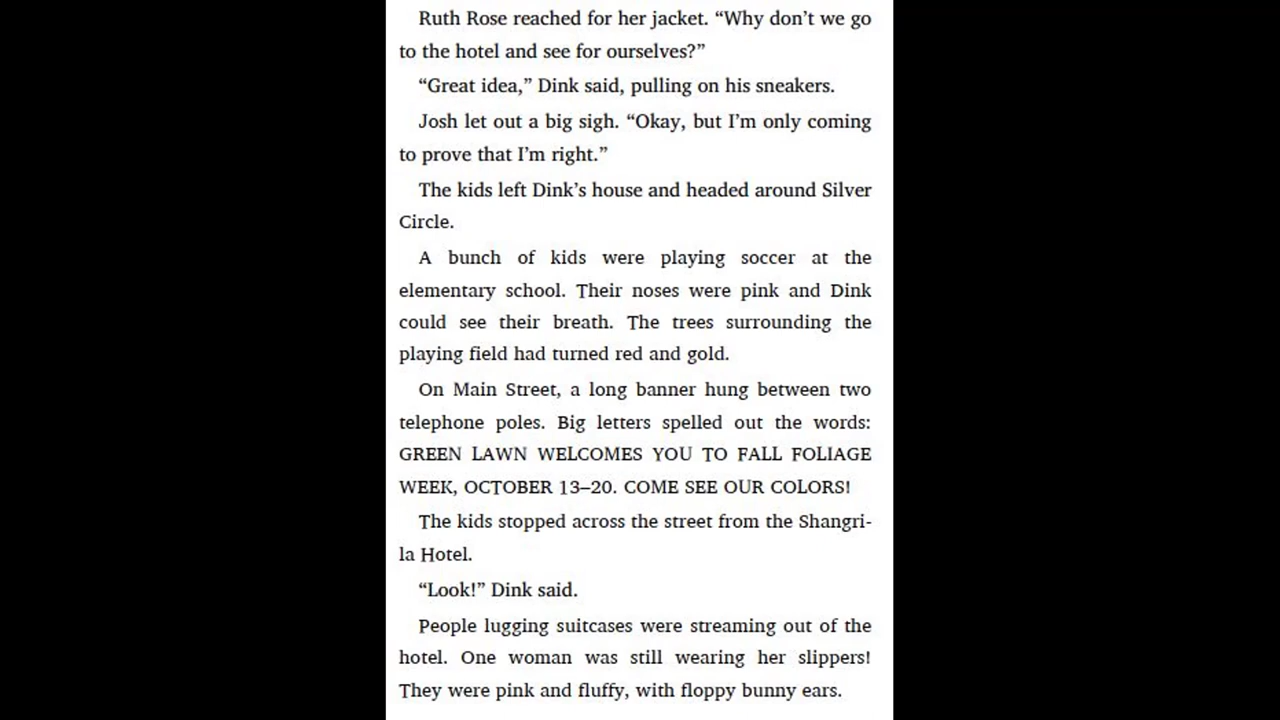 Ruth Rose reached for her jacket. “Why don’t we go
to the hotel and see for ourselves?”
“Great idea,” Dink said, pulling on his sneakers.
Josh let out a big sigh. “Okay, but I’m only coming
to prove that I’m right.”
The kids left Dink’s house and headed around Silver
Circle.
A bunch of kids were playing soccer at the
elementary school. Their noses were pink and Dink
could see their breath. The trees surrounding the
playing field had turned red and gold.
On Main Street, a long banner hung between two
telephone poles. Big letters spelled out the words:
GREEN LAWN WELCOMES YOU TO FALL FOLIAGE
WEEK, OCTOBER 13–20. COME SEE OUR COLORS!
The kids stopped across the street from the Shangri-
la Hotel.
“Look!” Dink said.
People lugging suitcases were streaming out of the
hotel. One woman was still wearing her slippers!
They were pink and fluffy, with floppy bunny ears.